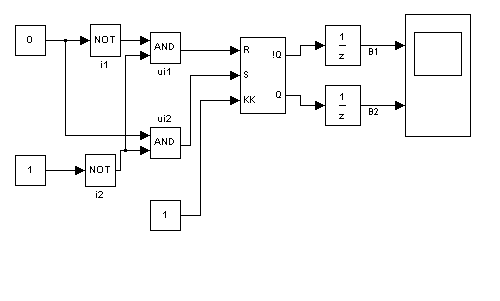 0
NOT
i1
AND
ui1
R
S
KK
!Q
Q
1
z
B1
1
z
B2
ui2
AND
1
NOT
i2
1